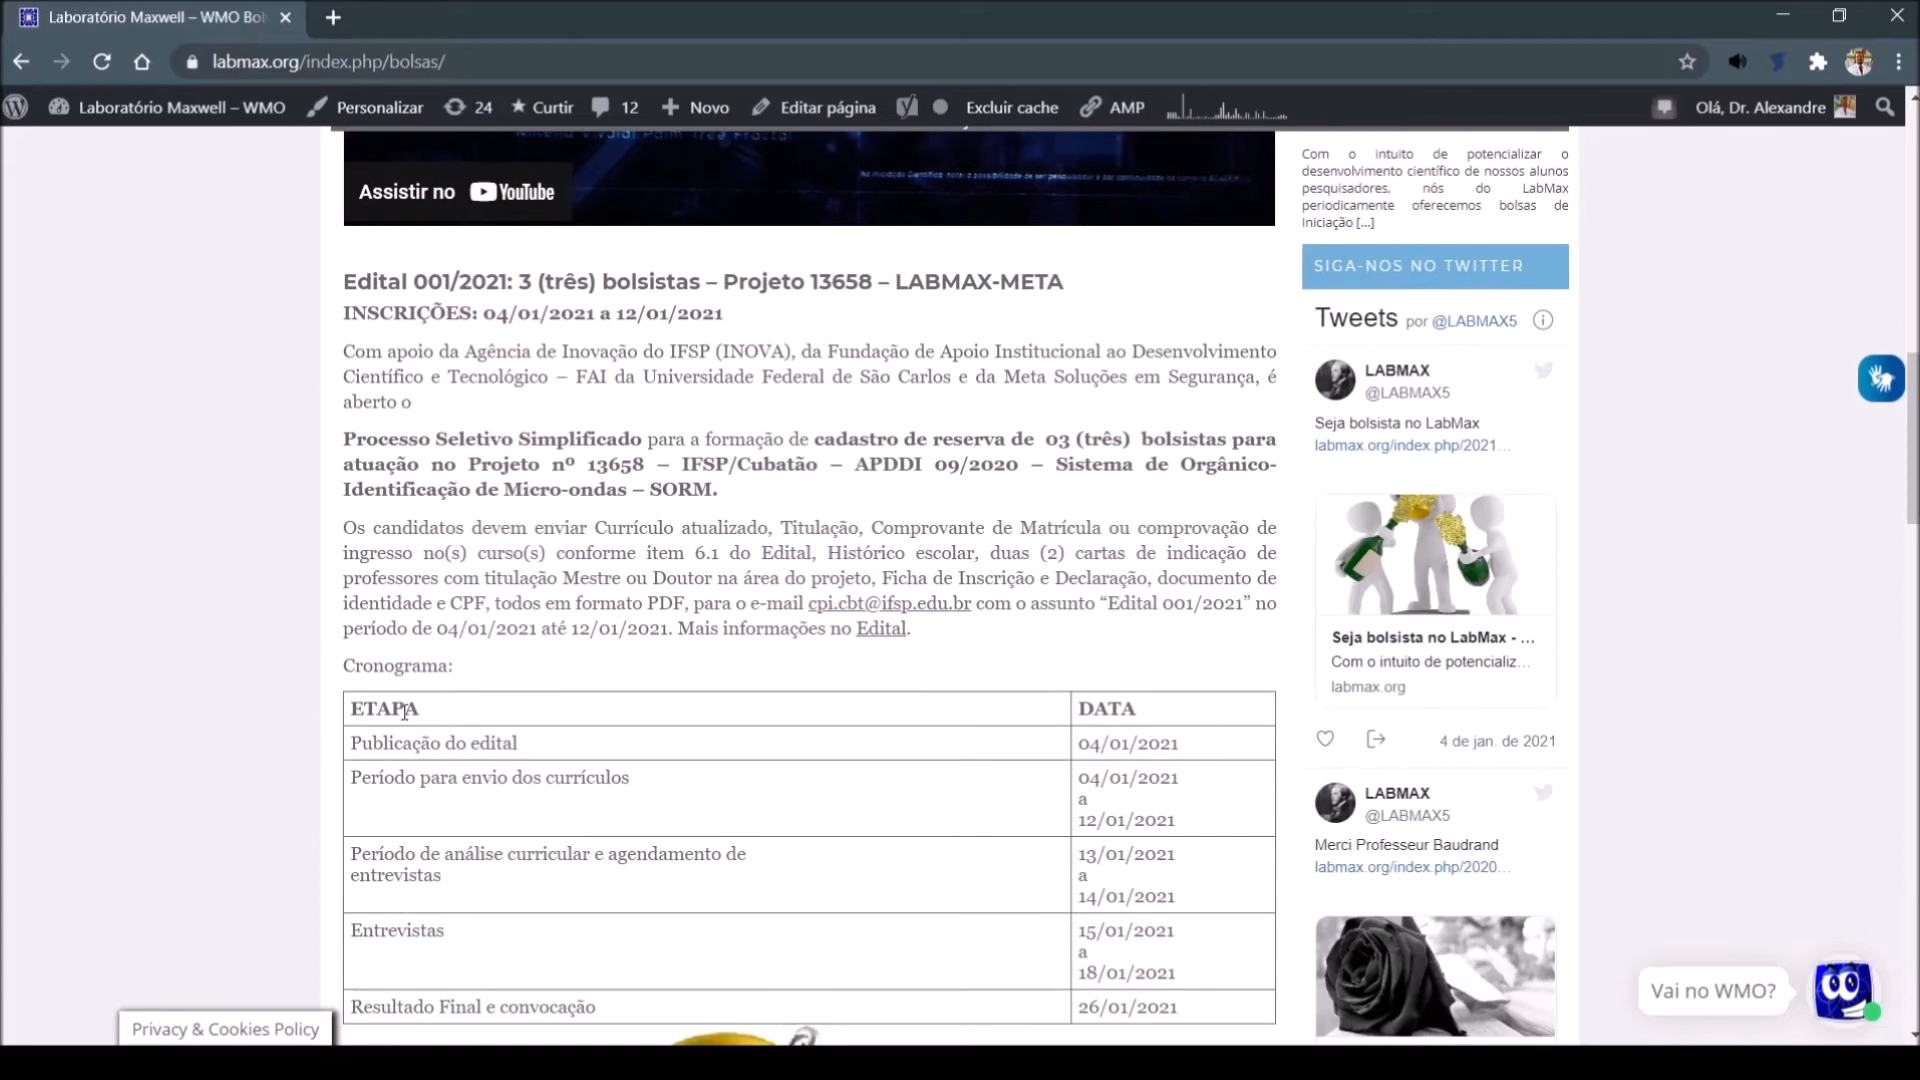 Laboratório Maxwell – WMO Bol
labmax.org/index.php/bolsas/
Laboratório Maxwell – WMO Personalizar 24 Curtir 12 Novo Editar página Excluir cache AMP Olá, Dr. Alexandre
Assistir no YouTube
Edital 001/2021: 3 (três) bolsistas – Projeto 13658 – LABMAX-META
INSCRIÇÕES: 04/01/2021 a 12/01/2021
Com apoio da Agência de Inovação do IFSP (INOVA), da Fundação de Apoio Institucional ao Desenvolvimento
Científico e Tecnológico – FAI da Universidade Federal de São Carlos e da Meta Soluções em Segurança, é
aberto o
Processo Seletivo Simplificado para a formação de cadastro de reserva de 03 (três) bolsistas para
atuação no Projeto nº 13658 – IFSP/Cubatão – APDDI 09/2020 – Sistema de Orgânico-
Identificação de Micro-ondas – SORM.
Os candidatos devem enviar Currículo atualizado, Titulação, Comprovante de Matrícula ou comprovação de
ingresso no(s) curso(s) conforme item 6.1 do Edital, Histórico escolar, duas (2) cartas de indicação de
professores com titulação Mestre ou Doutor na área do projeto, Ficha de Inscrição e Declaração, documento de
identidade e CPF, todos em formato PDF, para o e-mail cpi.cbt@ifsp.edu.br com o assunto “Edital 001/2021” no
período de 04/01/2021 até 12/01/2021. Mais informações no Edital.
Cronograma:
ETAPA DATA
Publicação do edital 04/01/2021
Período para envio dos currículos 04/01/2021
a
12/01/2021
Período de análise curricular e agendamento de 13/01/2021
entrevistas a
14/01/2021
Entrevistas 15/01/2021
a
18/01/2021
Resultado Final e convocação 26/01/2021
Com o intuito de potencializar o
desenvolvimento científico de nossos alunos
pesquisadores, nós do LabMax
periodicamente oferecemos bolsas de
Iniciação [...]
SIGA-NOS NO TWITTER
Tweets por @LABMAX5
LABMAX
@LABMAX5
Seja bolsista no LabMax
labmax.org/index.php/2021…
Seja bolsista no LabMax - ...
Com o intuito de potencializ...
labmax.org
4 de jan. de 2021
LABMAX
@LABMAX5
Merci Professeur Baudrand
labmax.org/index.php/2020…
Vai no WMO?
Privacy & Cookies Policy